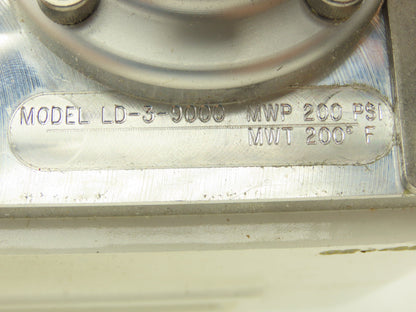 MODEL LD-3-9000 MWP 200 PSI
MWT 200° F